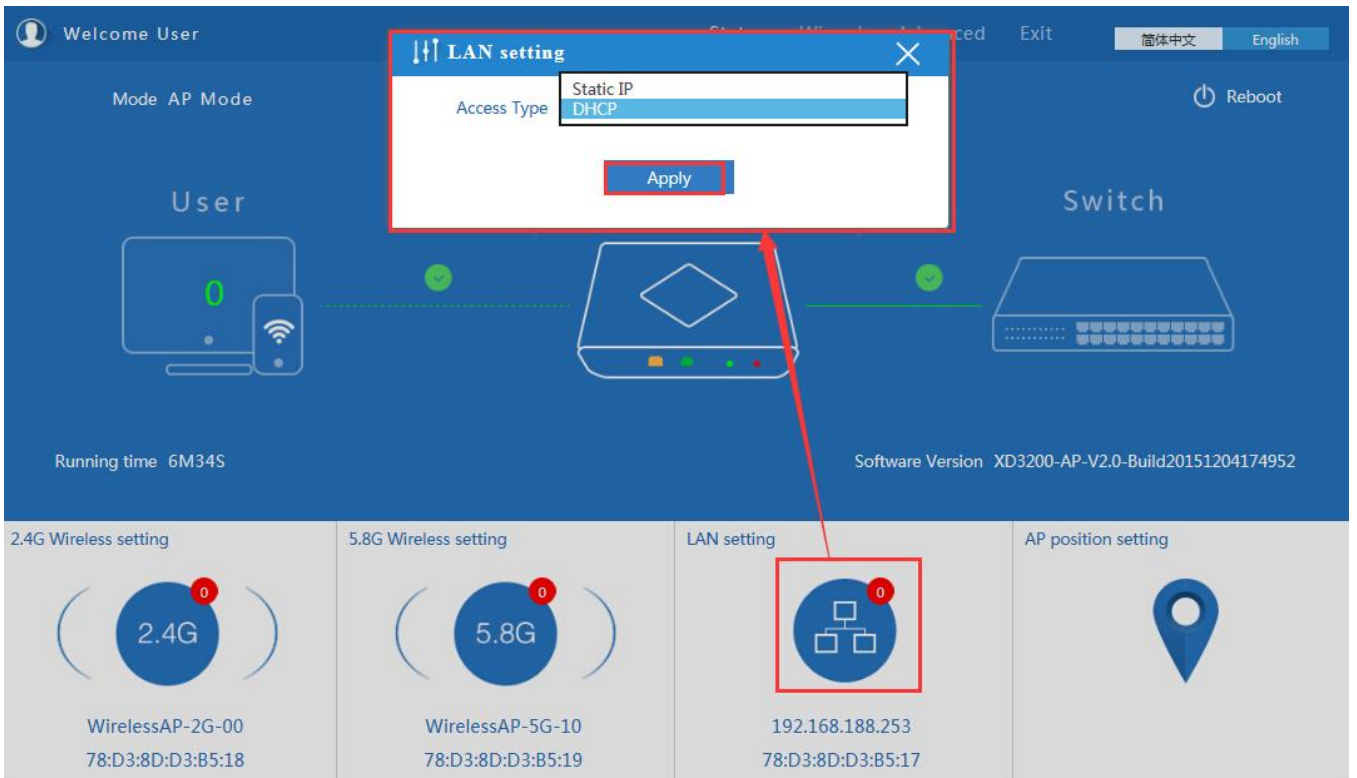 Welcome User
Exit
简体中文
English
LAN setting
Mode AP Mode
Access Type
Static IP
DHCP
Reboot
Apply
User
Switch
0
Running time 6M34S
Software Version XD3200-AP-V2.0-Build20151204174952
2.4G Wireless setting
5.8G Wireless setting
LAN setting
AP position setting
0
0
0
2.4G
5.8G
WirelessAP-2G-00
WirelessAP-5G-10
192.168.188.253
78:D3:8D:D3:B5:18
78:D3:8D:D3:B5:19
78:D3:8D:D3:B5:17